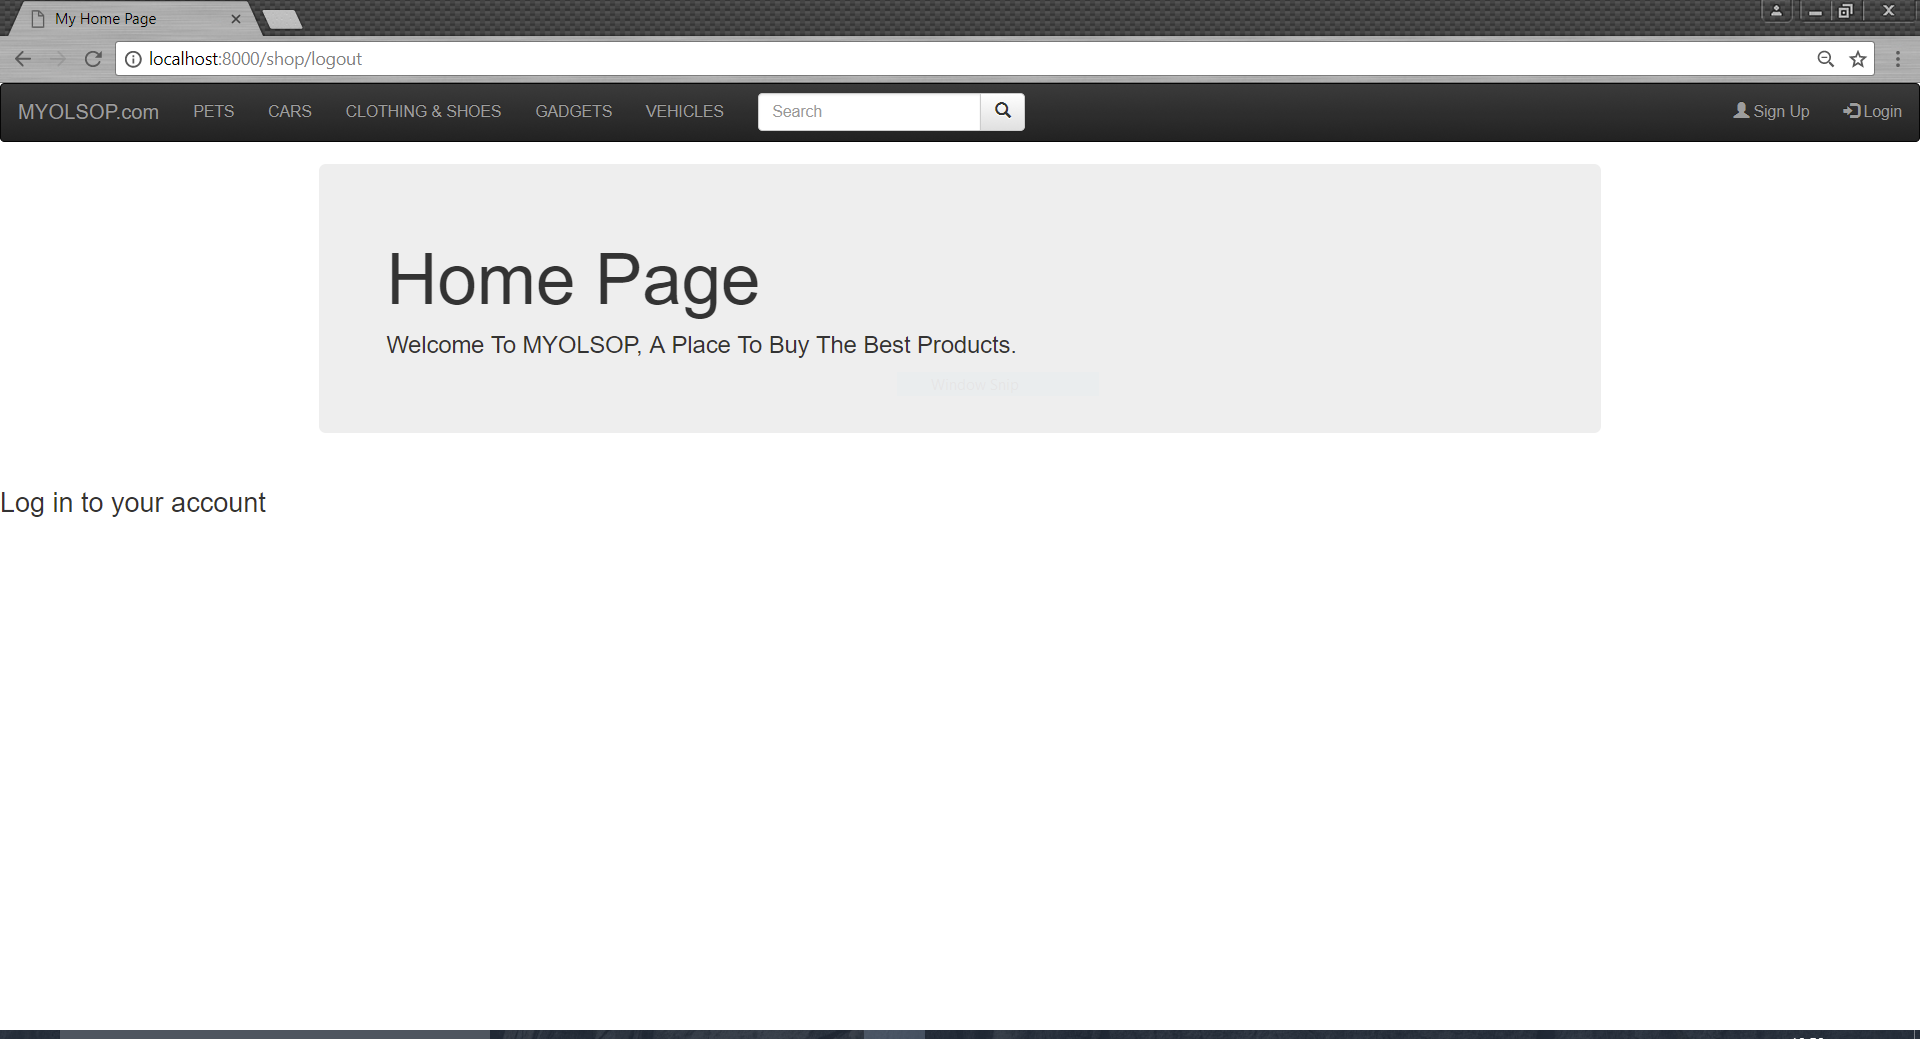 My Home Page
localhost:8000/shop/logout
MYOLSOP.com PETS CARS CLOTHING & SHOES GADGETS VEHICLES Search Sign Up Login
Home Page
Welcome To MYOLSOP, A Place To Buy The Best Products.
Window Snip
Log in to your account